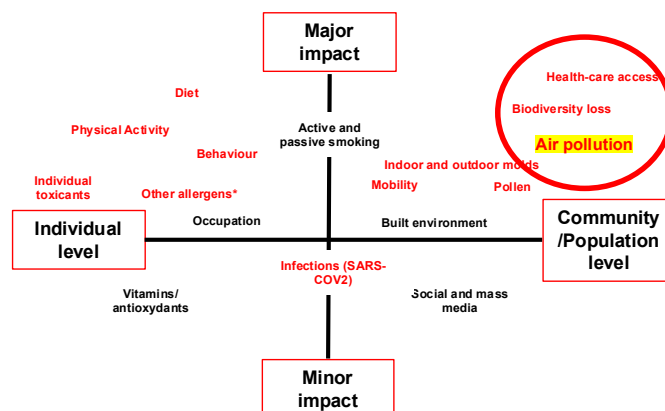 Major
impact
Health-care access
Diet
Biodiversity loss
Physical Activity
Active and
passive smoking
Air pollution
Behaviour
Indoor and outdoor molds
Individual
toxicants
Other allergens*
Mobility
Pollen
Individual
level
Occupation
Built environment
Community
/Population
level
Infections (SARS-
COV2)
Vitamins/
antioxydants
Social and mass
media
Minor
impact